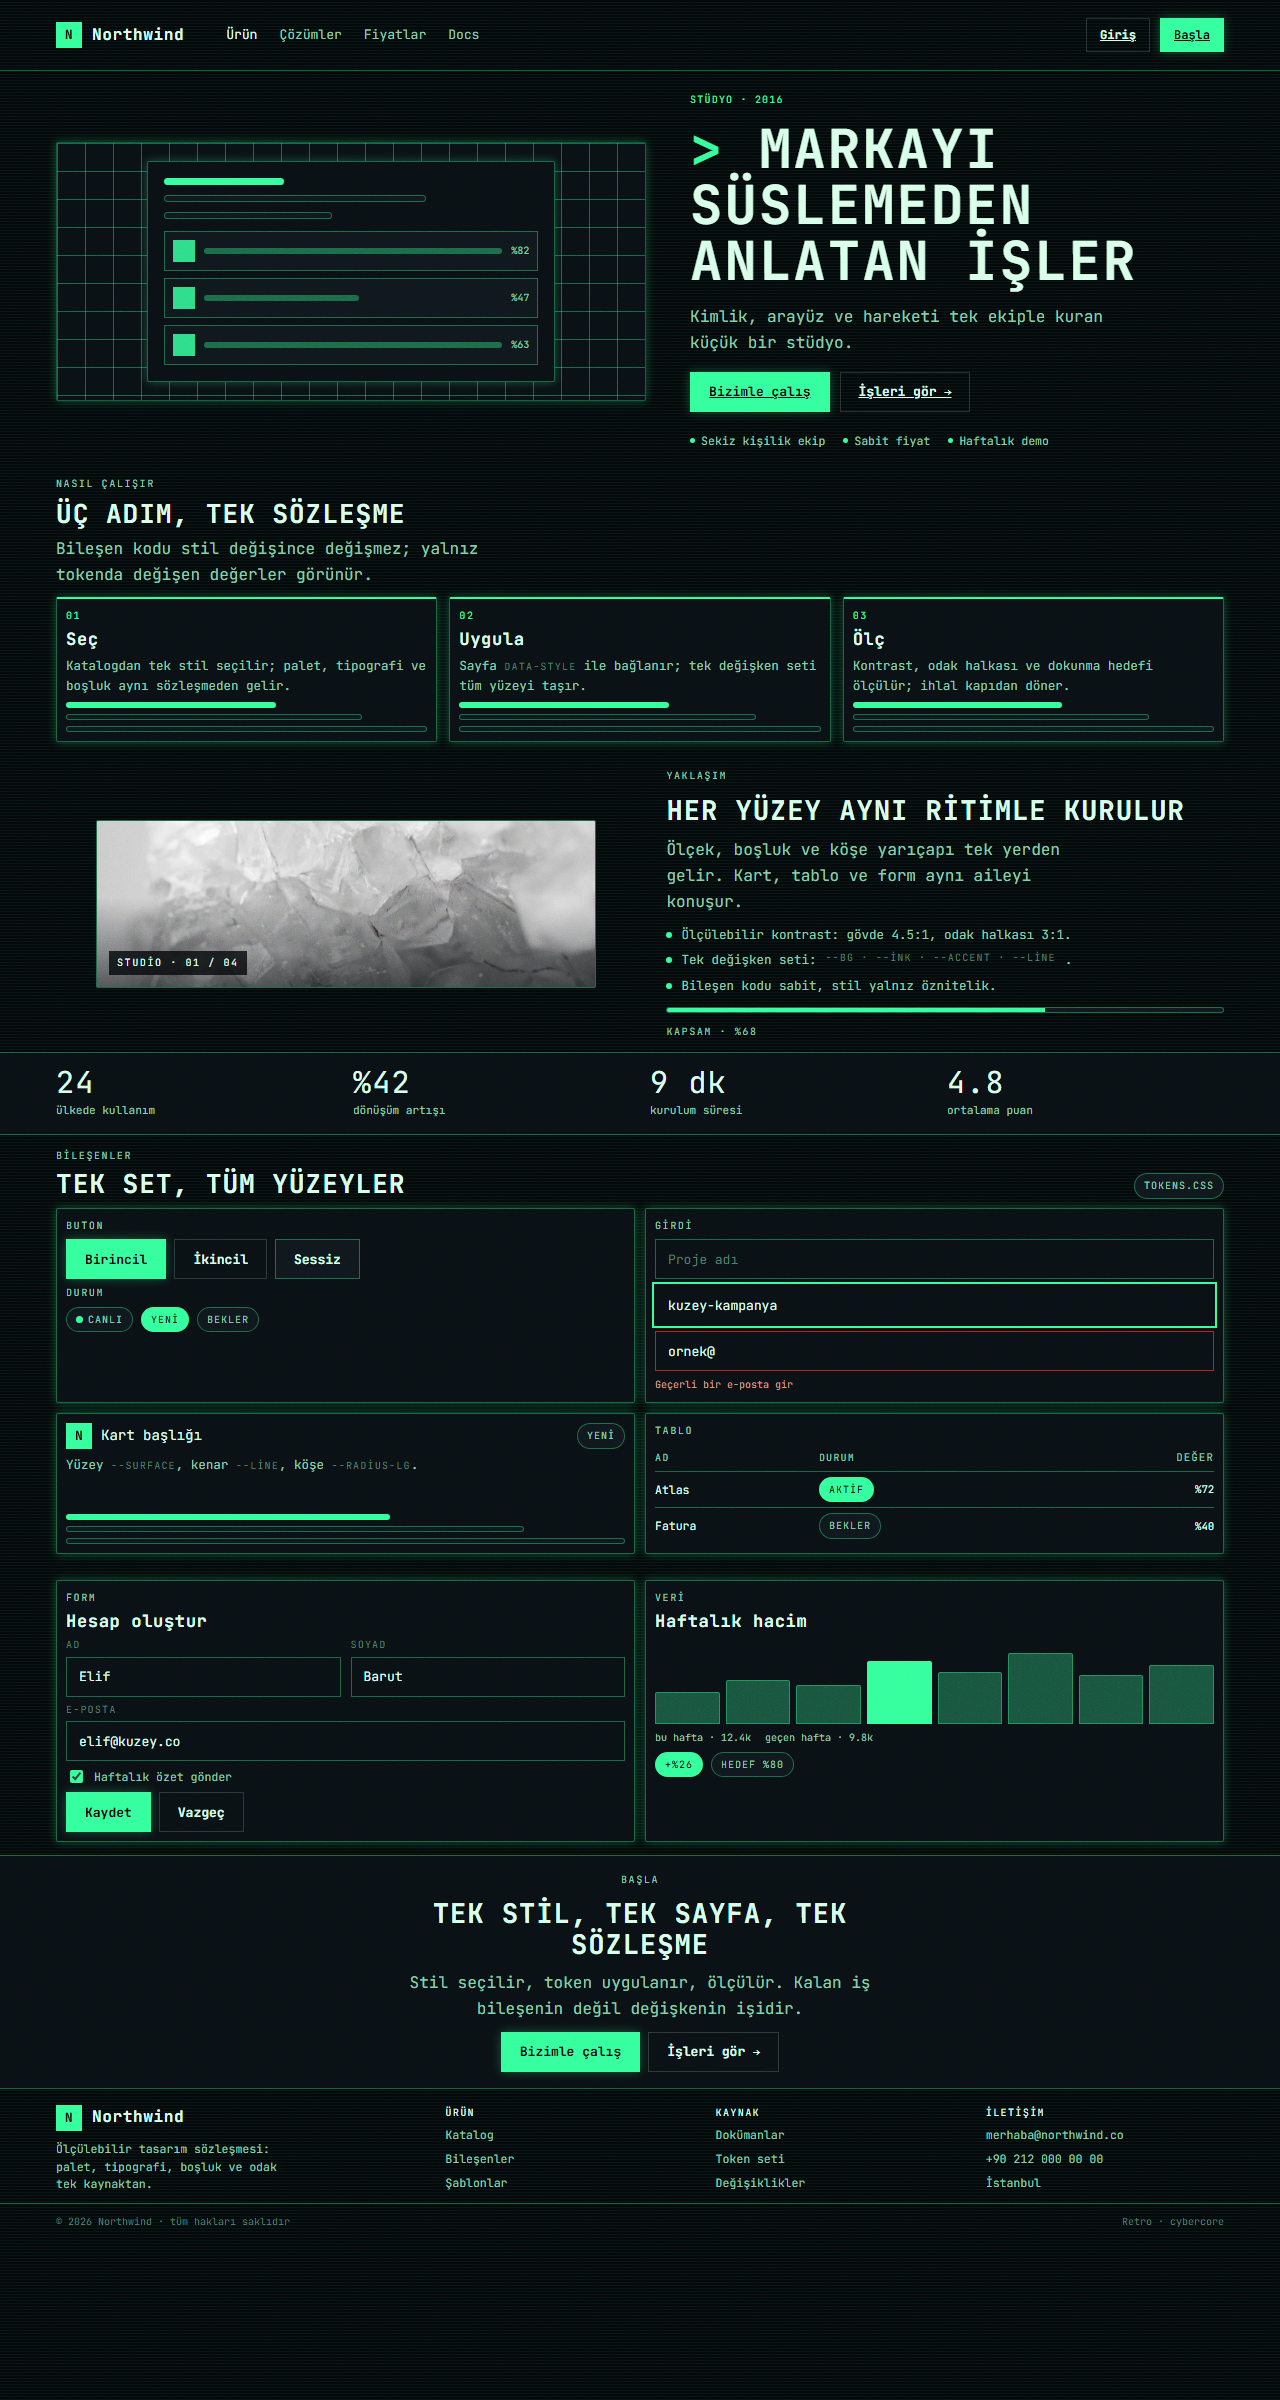 N Northwind Ürün Çözümler Fiyatlar Docs Giriş Başla
STÜDYO · 2016
> MARKAYI
SÜSLEMEDEN
ANLATAN İŞLER
%82
%47
%63
Kimlik, arayüz ve hareketi tek ekiple kuran
küçük bir stüdyo.
Bizimle çalış İşleri gör →
Sekiz kişilik ekip Sabit fiyat Haftalık demo
NASIL ÇALIŞIR
ÜÇ ADIM, TEK SÖZLEŞME
Bileşen kodu stil değişince değişmez; yalnız
tokenda değişen değerler görünür.
01
Seç
Katalogdan tek stil seçilir; palet, tipografi ve
boşluk aynı sözleşmeden gelir.
02
Uygula
Sayfa DATA-STYLE ile bağlanır; tek değişken seti
tüm yüzeyi taşır.
03
Ölç
Kontrast, odak halkası ve dokunma hedefi
ölçülür; ihlal kapıdan döner.
STUDİO · 01 / 04
YAKLAŞIM
HER YÜZEY AYNI RİTİMLE KURULUR
Ölçek, boşluk ve köşe yarıçapı tek yerden
gelir. Kart, tablo ve form aynı aileyi
konuşur.
Ölçülebilir kontrast: gövde 4.5:1, odak halkası 3:1.
Tek değişken seti: --BG · --İNK · --ACCENT · --LİNE .
Bileşen kodu sabit, stil yalnız öznitelik.
KAPSAM · %68
24
ülkede kullanım
%42
dönüşüm artışı
9 dk
kurulum süresi
4.8
ortalama puan
BİLEŞENLER
TEK SET, TÜM YÜZEYLER
TOKENS.CSS
BUTON
Birincil İkincil Sessiz
DURUM
CANLI YENİ BEKLER
GİRDİ
Proje adı
kuzey-kampanya
ornek@
Geçerli bir e-posta gir
N Kart başlığı YENİ
Yüzey --SURFACE, kenar --LİNE, köşe --RADİUS-LG.
TABLO
AD DURUM DEĞER
Atlas AKTİF %72
Fatura BEKLER %40
FORM
Hesap oluştur
AD SOYAD
Elif Barut
E-POSTA
elif@kuzey.co
Haftalık özet gönder
Kaydet Vazgeç
VERİ
Haftalık hacim
bu hafta · 12.4k geçen hafta · 9.8k
+%26 HEDEF %80
BAŞLA
TEK STİL, TEK SAYFA, TEK
SÖZLEŞME
Stil seçilir, token uygulanır, ölçülür. Kalan iş
bileşenin değil değişkenin işidir.
Bizimle çalış İşleri gör →
N Northwind
Ölçülebilir tasarım sözleşmesi:
palet, tipografi, boşluk ve odak
tek kaynaktan.
ÜRÜN
Katalog
Bileşenler
Şablonlar
KAYNAK
Dokümanlar
Token seti
Değişiklikler
İLETİŞİM
merhaba@northwind.co
+90 212 000 00 00
İstanbul
© 2026 Northwind · tüm hakları saklıdır
Retro · cybercore